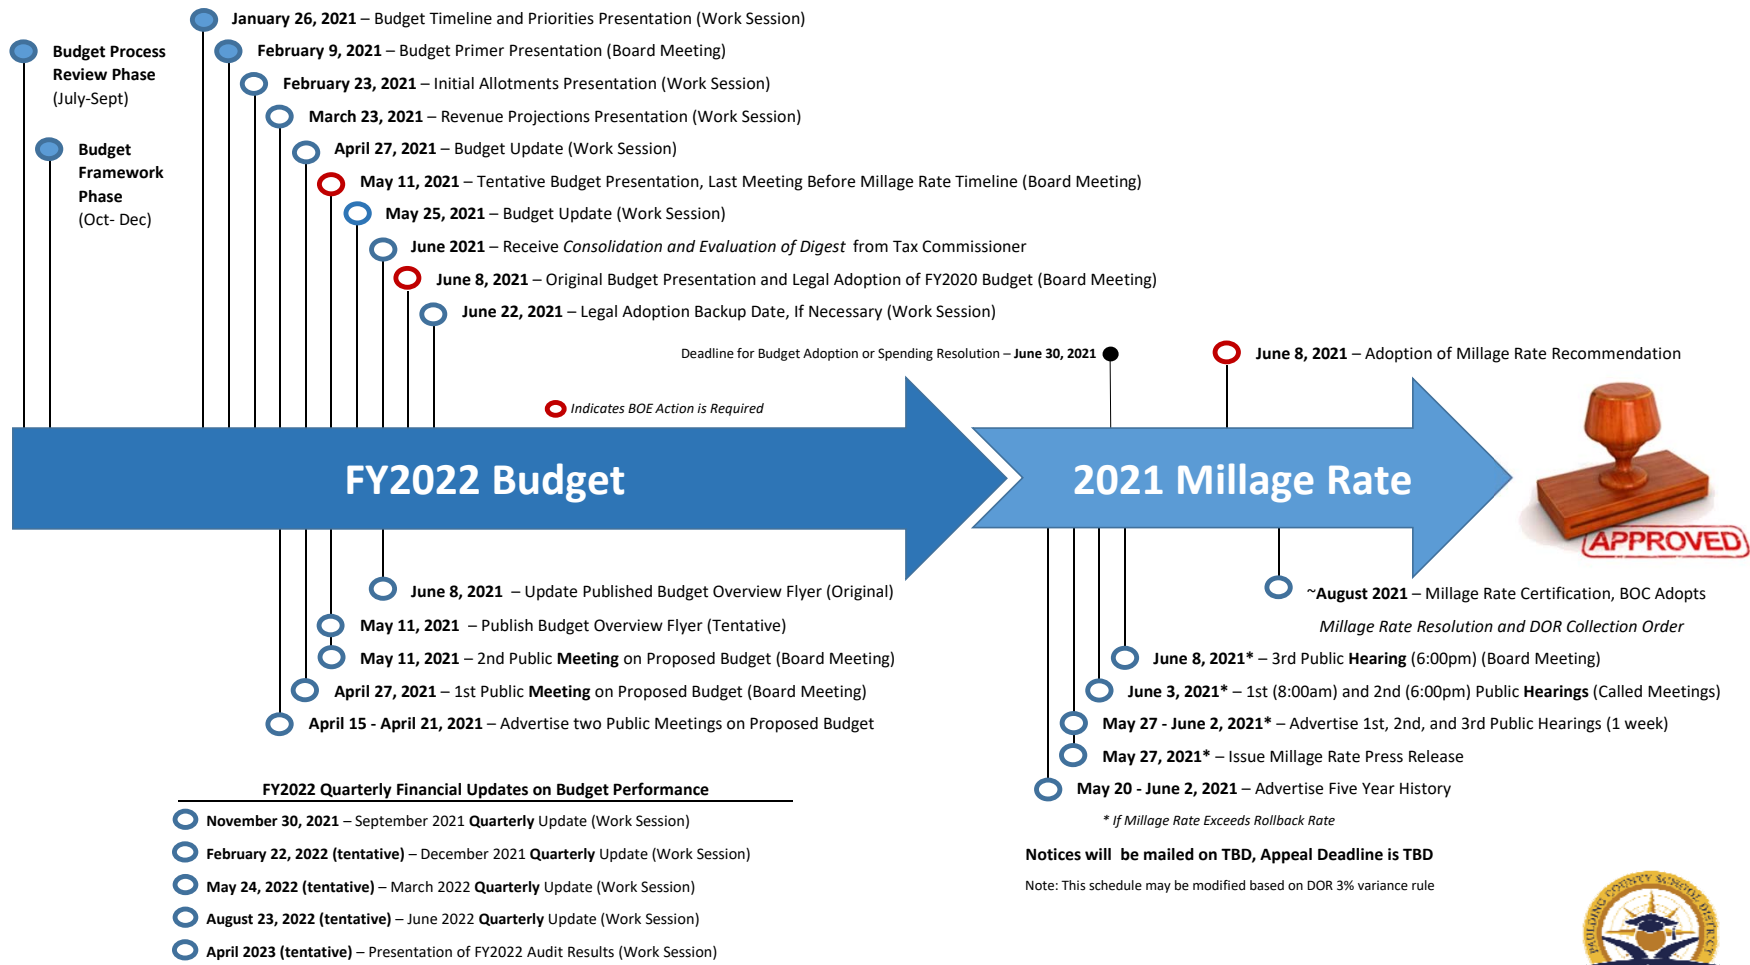 January 26, 2021 – Budget Timeline and Priorities Presentation (Work Session)
Budget Process
Review Phase
(July-Sept)
February 9, 2021 – Budget Primer Presentation (Board Meeting)
February 23, 2021 – Initial Allotments Presentation (Work Session)
March 23, 2021 – Revenue Projections Presentation (Work Session)
Budget
Framework
Phase
(Oct- Dec)
April 27, 2021 – Budget Update (Work Session)
May 11, 2021 – Tentative Budget Presentation, Last Meeting Before Millage Rate Timeline (Board Meeting)
May 25, 2021 – Budget Update (Work Session)
June 2021 – Receive Consolidation and Evaluation of Digest from Tax Commissioner
June 8, 2021 – Original Budget Presentation and Legal Adoption of FY2020 Budget (Board Meeting)
June 22, 2021 – Legal Adoption Backup Date, If Necessary (Work Session)
Deadline for Budget Adoption or Spending Resolution – June 30, 2021
June 8, 2021 – Adoption of Millage Rate Recommendation
Indicates BOE Action is Required
FY2022 Budget
2021 Millage Rate
APPROVED
June 8, 2021 – Update Published Budget Overview Flyer (Original)
May 11, 2021 – Publish Budget Overview Flyer (Tentative)
May 11, 2021 – 2nd Public Meeting on Proposed Budget (Board Meeting)
April 27, 2021 – 1st Public Meeting on Proposed Budget (Board Meeting)
April 15 - April 21, 2021 – Advertise two Public Meetings on Proposed Budget
~August 2021 – Millage Rate Certification, BOC Adopts
Millage Rate Resolution and DOR Collection Order
June 8, 2021* – 3rd Public Hearing (6:00pm) (Board Meeting)
June 3, 2021* – 1st (8:00am) and 2nd (6:00pm) Public Hearings (Called Meetings)
May 27 - June 2, 2021* – Advertise 1st, 2nd, and 3rd Public Hearings (1 week)
May 27, 2021* – Issue Millage Rate Press Release
May 20 - June 2, 2021 – Advertise Five Year History
* If Millage Rate Exceeds Rollback Rate
Notices will be mailed on TBD, Appeal Deadline is TBD
Note: This schedule may be modified based on DOR 3% variance rule
FY2022 Quarterly Financial Updates on Budget Performance
November 30, 2021 – September 2021 Quarterly Update (Work Session)
February 22, 2022 (tentative) – December 2021 Quarterly Update (Work Session)
May 24, 2022 (tentative) – March 2022 Quarterly Update (Work Session)
August 23, 2022 (tentative) – June 2022 Quarterly Update (Work Session)
April 2023 (tentative) – Presentation of FY2022 Audit Results (Work Session)
PAULDING COUNTY SCHOOL DISTRICT